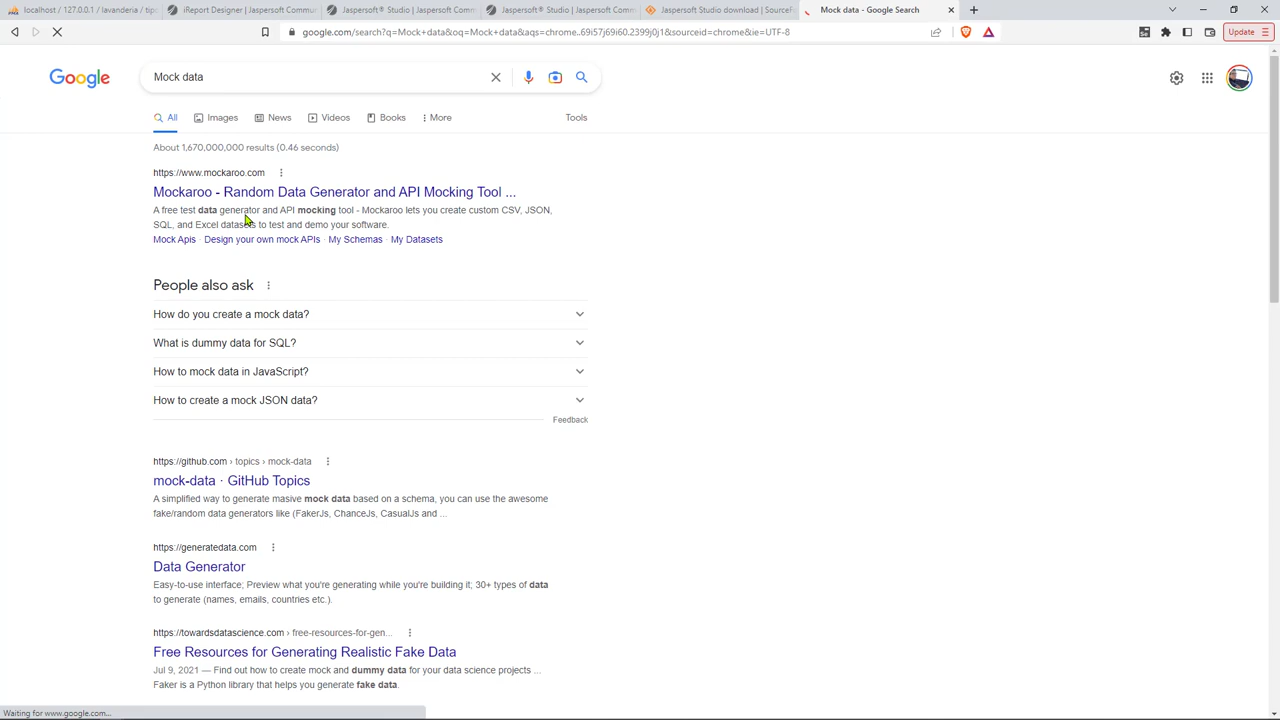 localhost / 127.0.0.1 / lavanderia / tip:
iReport Designer | Jaspersoft Commu
Jaspersoft® Studio | Jaspersoft Comm
Jaspersoft® Studio | Jaspersoft Comm
Jaspersoft Studio download | SourceFo
Mock data - Google Search
google.com/search?q=Mock+data&oq=Mock+data&aqs=chrome..69i57j69i60.2399j0j1&sourceid=chrome&ie=UTF-8
Update
Google
Mock data
All
Images
News
Videos
Books
More
Tools
About 1,670,000,000 results (0.46 seconds)
https://www.mockaroo.com
Mockaroo - Random Data Generator and API Mocking Tool ...
A free test data generator and API mocking tool - Mockaroo lets you create custom CSV, JSON,
SQL, and Excel datasets to test and demo your software.
Mock Apis · Design your own mock APIs · My Schemas · My Datasets
People also ask
How do you create a mock data?
What is dummy data for SQL?
How to mock data in JavaScript?
How to create a mock JSON data?
Feedback
https://github.com › topics › mock-data
mock-data · GitHub Topics
A simplified way to generate masive mock data based on a schema, you can use the awesome
fake/random data generators like (FakerJs, ChanceJs, CasualJs and ...
https://generatedata.com
Data Generator
Easy-to-use interface; Preview what you're generating while you're building it; 30+ types of data
to generate (names, emails, countries etc.).
https://towardsdatascience.com › free-resources-for-gen...
Free Resources for Generating Realistic Fake Data
Jul 9, 2021 — Find out how to create mock and dummy data for your data science projects ...
Faker is a Python library that helps you generate fake data.
Waiting for www.google.com...